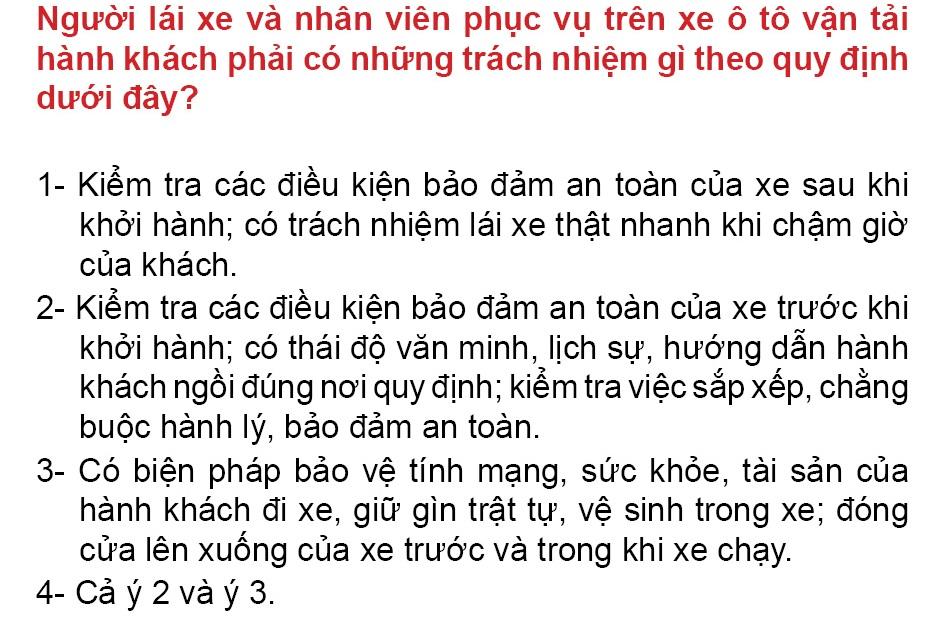 Người lái xe và nhân viên phục vụ trên xe ô tô vận tải
hành khách phải có những trách nhiệm gì theo quy định
dưới đây?
1- Kiểm tra các điều kiện bảo đảm an toàn của xe sau khi
khởi hành; có trách nhiệm lái xe thật nhanh khi chậm giờ
của khách.
2- Kiểm tra các điều kiện bảo đảm an toàn của xe trước khi
khởi hành; có thái độ văn minh, lịch sự, hướng dẫn hành
khách ngồi đúng nơi quy định; kiểm tra việc sắp xếp, chằng
buộc hành lý, bảo đảm an toàn.
3- Có biện pháp bảo vệ tính mạng, sức khỏe, tài sản của
hành khách đi xe, giữ gìn trật tự, vệ sinh trong xe; đóng
cửa lên xuống của xe trước và trong khi xe chạy.
4- Cả ý 2 và ý 3.